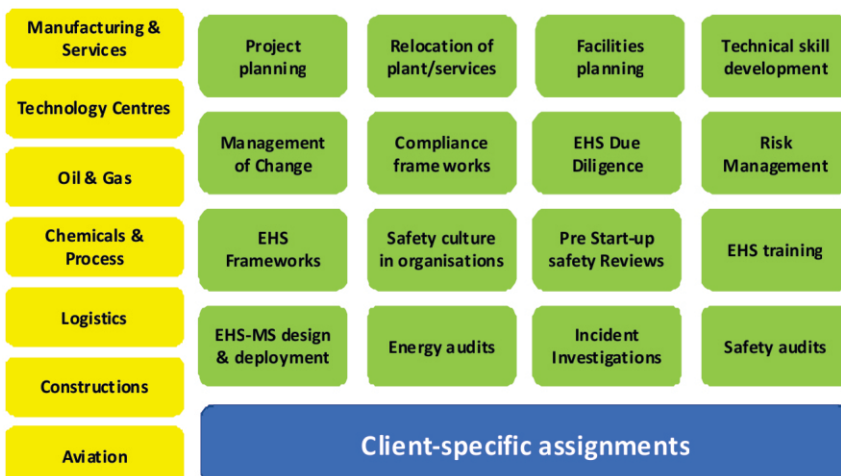 Manufacturing &
Services
Technology Centres
Oil & Gas
Chemicals &
Process
Logistics
Constructions
Aviation
Project
planning
Relocation of
plant/services
Facilities
planning
Technical skill
development
Management
of Change
Compliance
frameworks
EHS Due
Diligence
Risk
Management
EHS
Frameworks
Safety culture
in organisations
Pre Start-up
safety Reviews
EHS training
EHS-MS design
& deployment
Energy audits
Incident
Investigations
Safety audits
Client-specific assignments